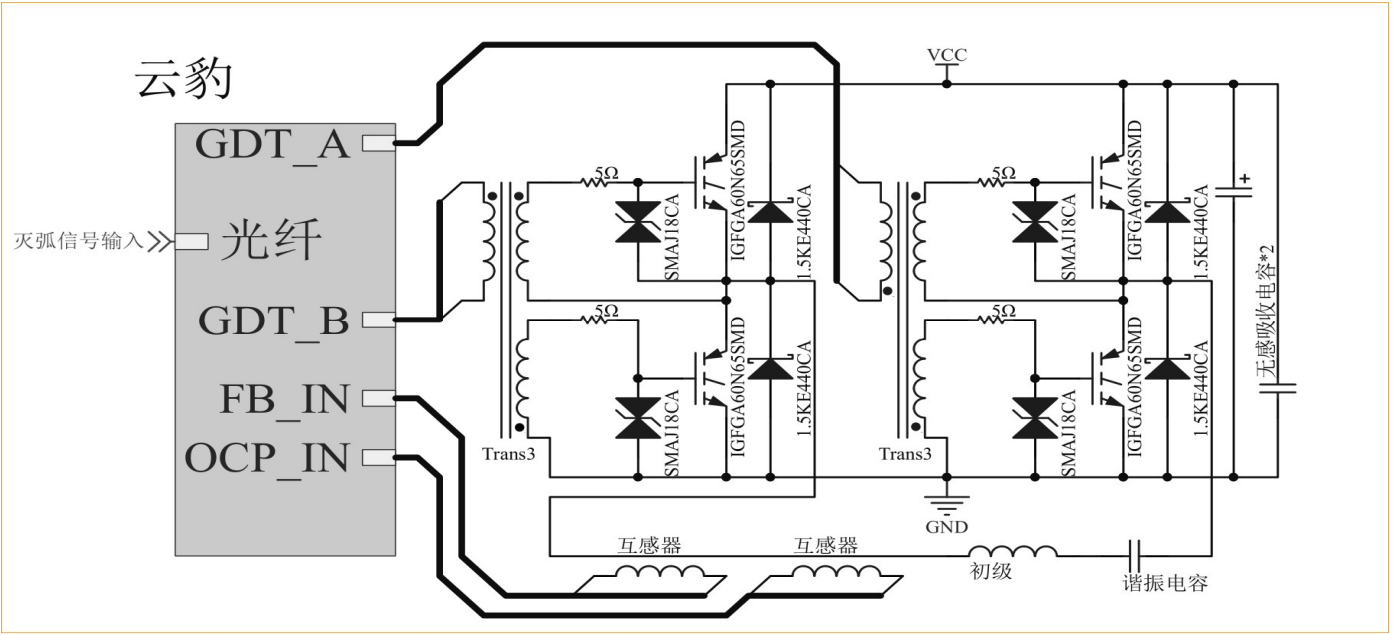 云豹
VCC
GDT_A
灭弧信号输入
光纤
GDT_B
FB_IN
OCP_IN
5Ω
SMAJ18CA
IGFGA60N65SMD
1.5KE440CA
5Ω
SMAJ18CA
IGFGA60N65SMD
1.5KE440CA
Trans3
5Ω
SMAJ18CA
IGFGA60N65SMD
1.5KE440CA
5Ω
SMAJ18CA
IGFGA60N65SMD
1.5KE440CA
Trans3
+
无感吸收电容*2
GND
互感器
互感器
初级
谐振电容